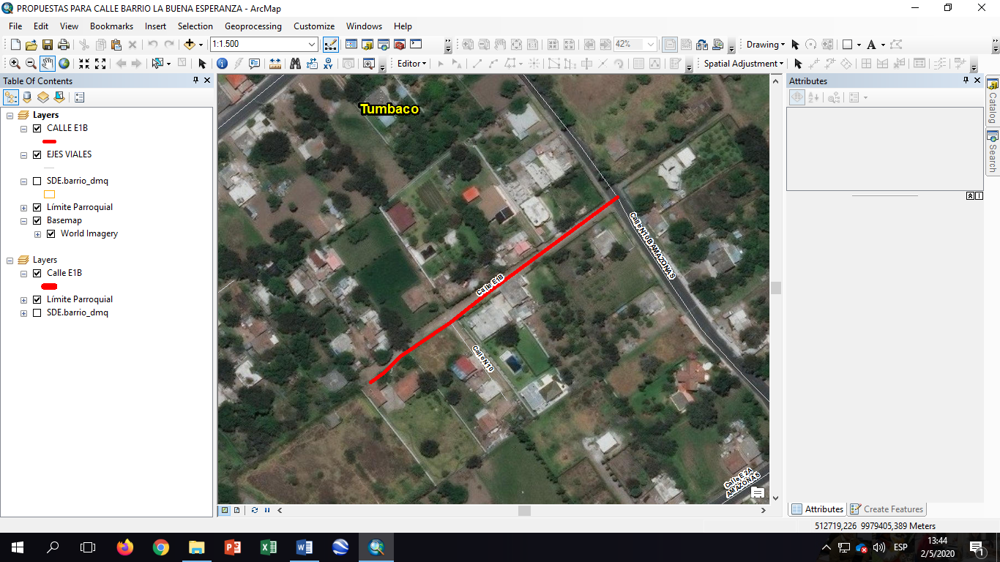 PROPUESTAS PARA CALLE BARRIO LA BUENA ESPERANZA - ArcMap
File Edit View Bookmarks Insert Selection Geoprocessing Customize Windows Help
1:1.500
42%
Drawing
Editor
Spatial Adjustment
Table Of Contents
Layers
CALLE E1B
EJES VIALES
SDE.barrio_dmq
Límite Parroquial
Basemap
World Imagery
Layers
Calle E1B
Límite Parroquial
SDE.barrio_dmq
Tumbaco
Calle N10B AMAZONAS
Calle E1B
Calle N10
Calle E2A
AMAZONAS
Attributes
Catalog
Search
Attributes Create Features
512719,226 9979405,389 Meters
ESP
13:44
2/5/2020
1